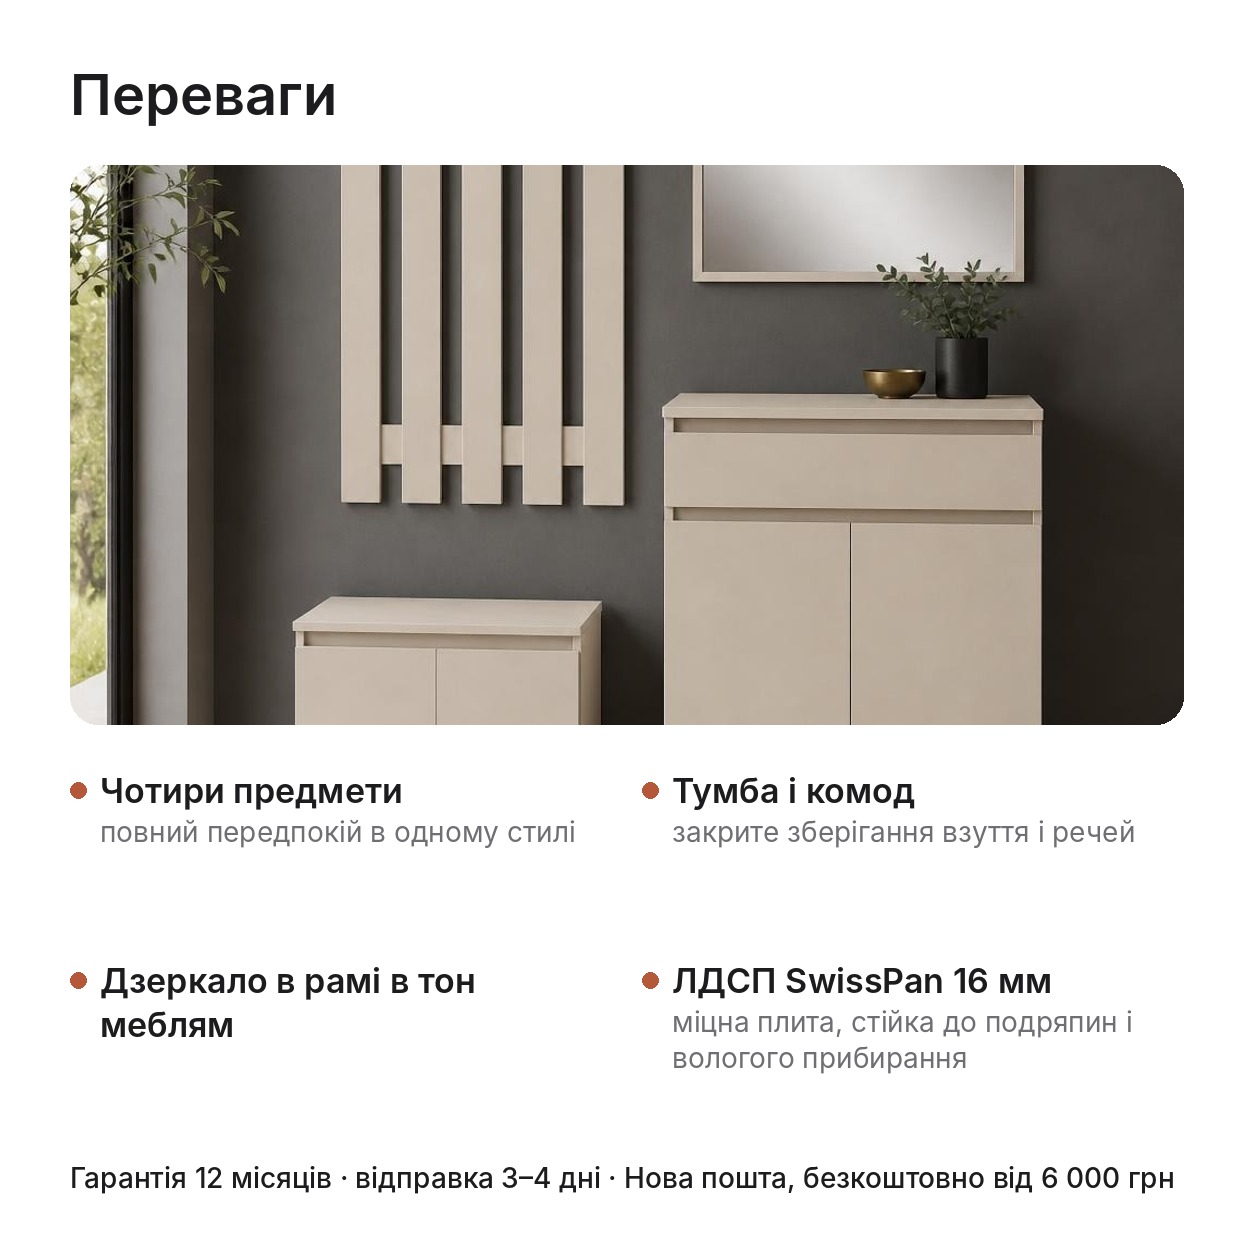 Переваги
Чотири предмети
повний передпокій в одному стилі
Тумба і комод
закрите зберігання взуття і речей
Дзеркало в рамі в тон
меблям
ЛДСП SwissPan 16 мм
міцна плита, стійка до подряпин і
вологого прибирання
Гарантія 12 місяців · відправка 3–4 дні · Нова пошта, безкоштовно від 6 000 грн